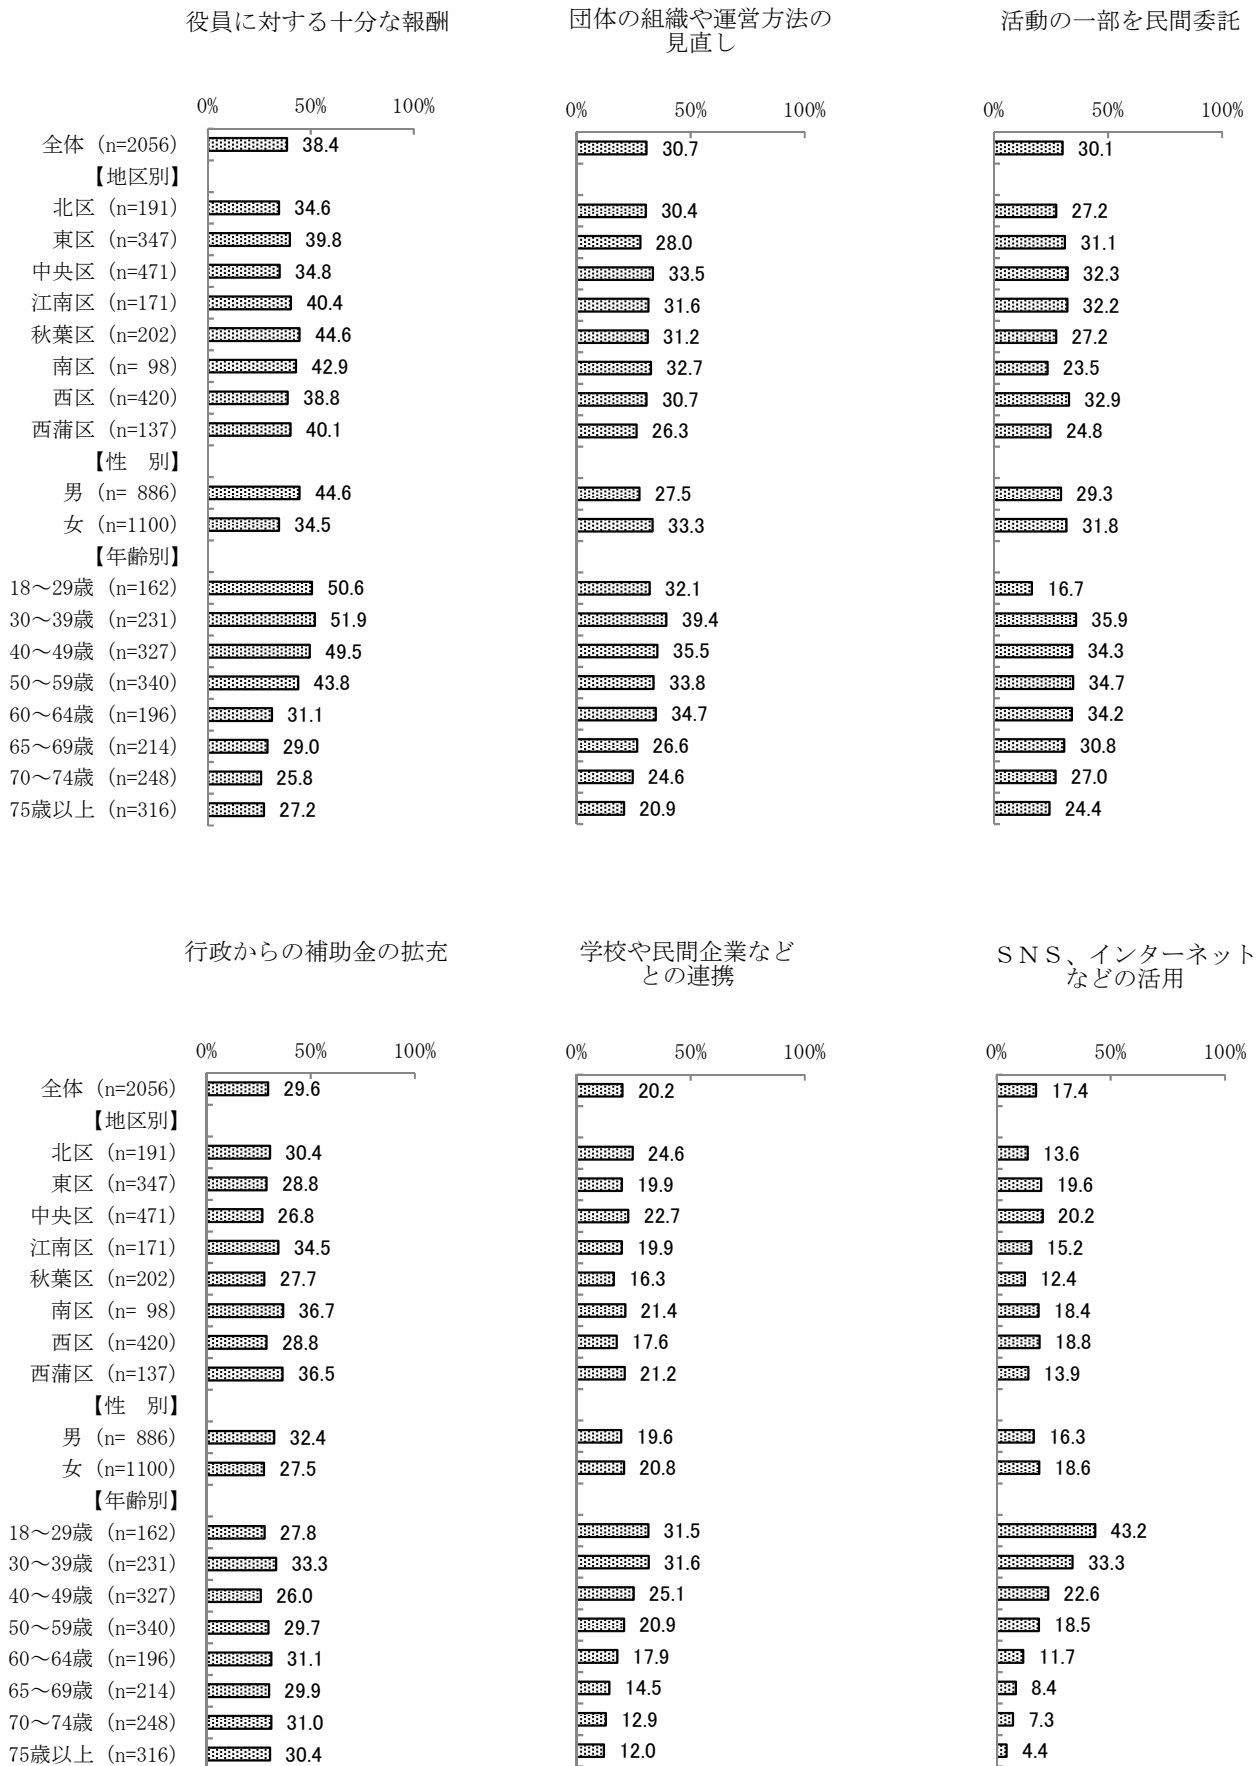 役員に対する十分な報酬
団体の組織や運営方法の
見直し
活動の一部を民間委託
0% 50% 100%
0% 50% 100%
0% 50% 100%
全体 (n=2056) 38.4 30.7 30.1
【地区別】
北区 (n=191) 34.6 30.4 27.2
東区 (n=347) 39.8 28.0 31.1
中央区 (n=471) 34.8 33.5 32.3
江南区 (n=171) 40.4 31.6 32.2
秋葉区 (n=202) 44.6 31.2 27.2
南区 (n= 98) 42.9 32.7 23.5
西区 (n=420) 38.8 30.7 32.9
西蒲区 (n=137) 40.1 26.3 24.8
【性　別】
男 (n= 886) 44.6 27.5 29.3
女 (n=1100) 34.5 33.3 31.8
【年齢別】
18～29歳 (n=162) 50.6 32.1 16.7
30～39歳 (n=231) 51.9 39.4 35.9
40～49歳 (n=327) 49.5 35.5 34.3
50～59歳 (n=340) 43.8 33.8 34.7
60～64歳 (n=196) 31.1 34.7 34.2
65～69歳 (n=214) 29.0 26.6 30.8
70～74歳 (n=248) 25.8 24.6 27.0
75歳以上 (n=316) 27.2 20.9 24.4
行政からの補助金の拡充
学校や民間企業など
との連携
ＳＮＳ、インターネット
などの活用
0% 50% 100%
0% 50% 100%
0% 50% 100%
全体 (n=2056) 29.6 20.2 17.4
【地区別】
北区 (n=191) 30.4 24.6 13.6
東区 (n=347) 28.8 19.9 19.6
中央区 (n=471) 26.8 22.7 20.2
江南区 (n=171) 34.5 19.9 15.2
秋葉区 (n=202) 27.7 16.3 12.4
南区 (n= 98) 36.7 21.4 18.4
西区 (n=420) 28.8 17.6 18.8
西蒲区 (n=137) 36.5 21.2 13.9
【性　別】
男 (n= 886) 32.4 19.6 16.3
女 (n=1100) 27.5 20.8 18.6
【年齢別】
18～29歳 (n=162) 27.8 31.5 43.2
30～39歳 (n=231) 33.3 31.6 33.3
40～49歳 (n=327) 26.0 25.1 22.6
50～59歳 (n=340) 29.7 20.9 18.5
60～64歳 (n=196) 31.1 17.9 11.7
65～69歳 (n=214) 29.9 14.5 8.4
70～74歳 (n=248) 31.0 12.9 7.3
75歳以上 (n=316) 30.4 12.0 4.4